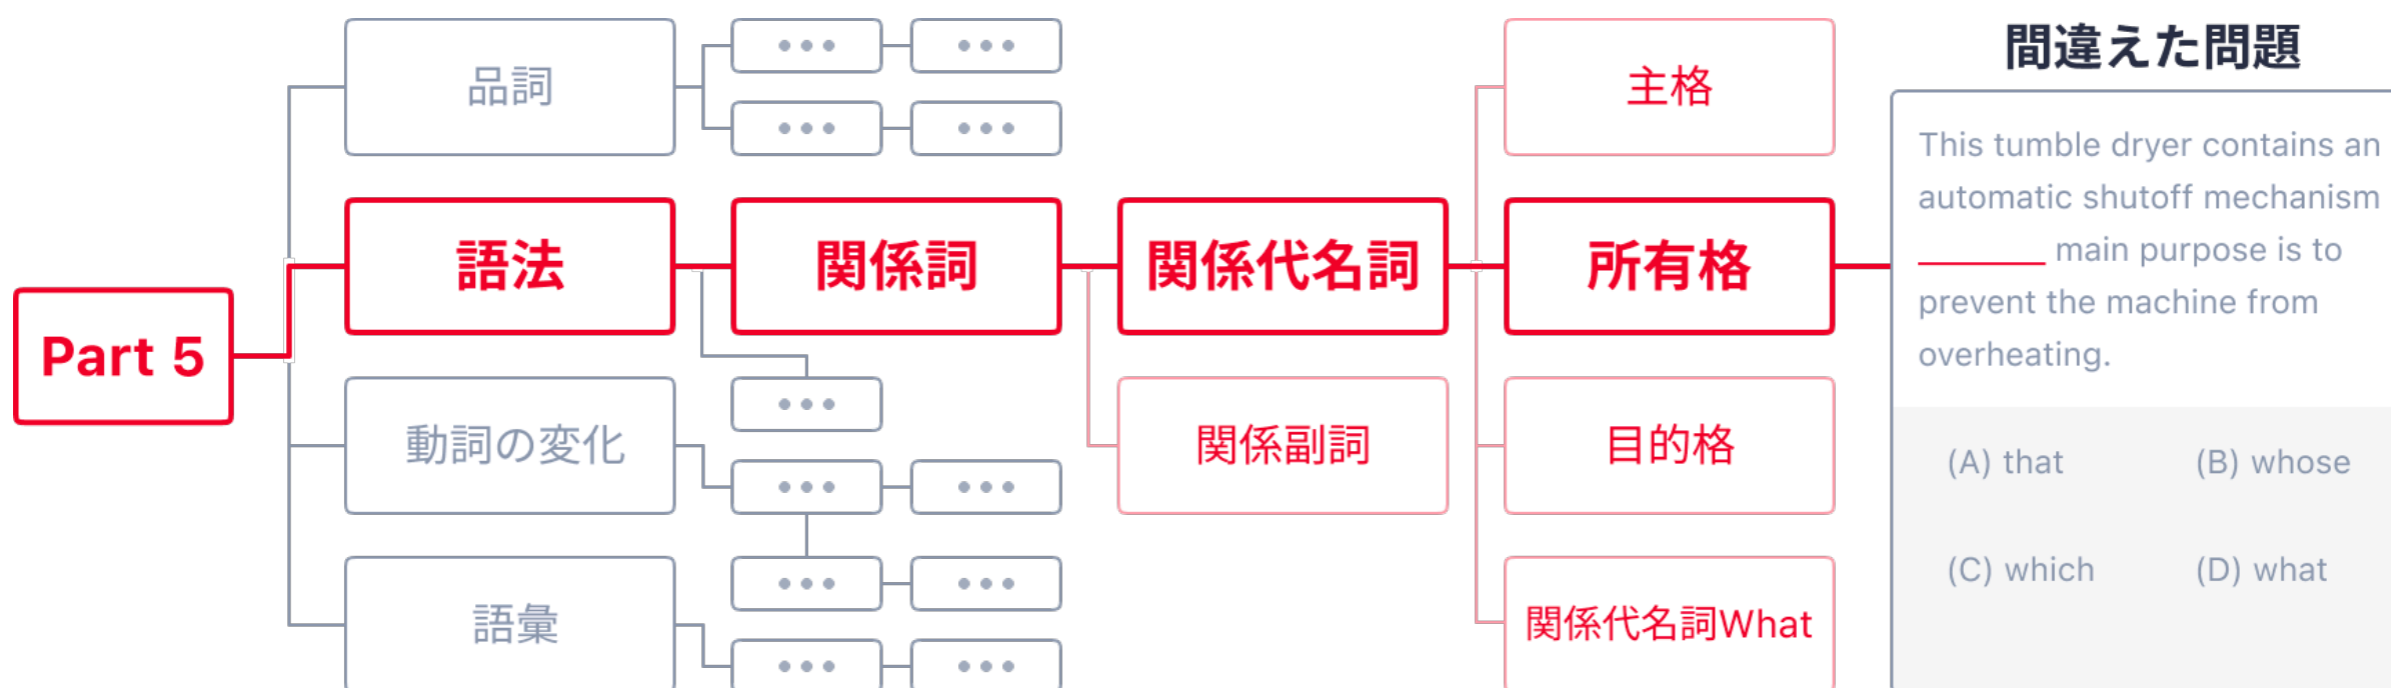 Part 5
品詞
語法
動詞の変化
語彙
関係詞
関係代名詞
関係副詞
主格
所有格
目的格
関係代名詞What
間違えた問題
This tumble dryer contains an
automatic shutoff mechanism
_______ main purpose is to
prevent the machine from
overheating.
(A) that
(B) whose
(C) which
(D) what